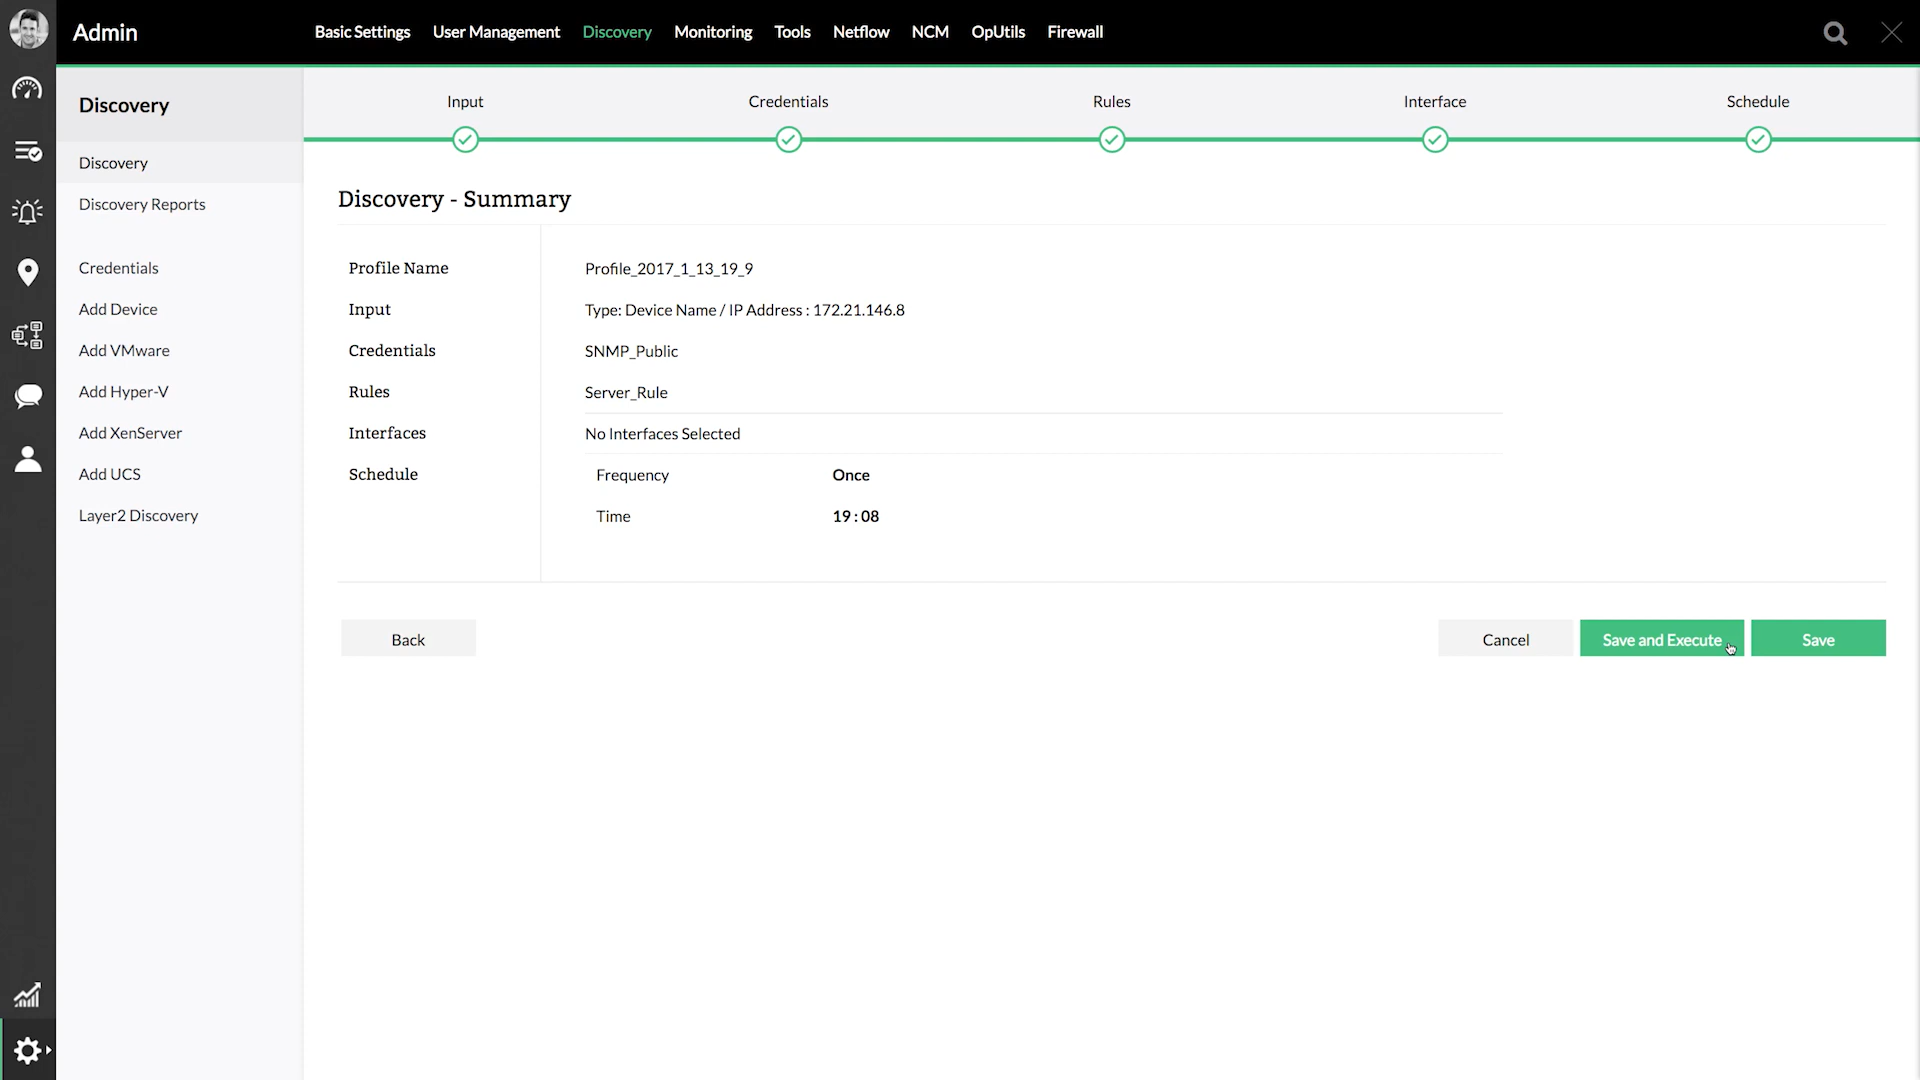 Admin
Basic Settings User Management Discovery Monitoring Tools Netflow NCM OpUtils Firewall
Discovery
Discovery
Discovery Reports
Credentials
Add Device
Add VMware
Add Hyper-V
Add XenServer
Add UCS
Layer2 Discovery
Input Credentials Rules Interface Schedule
Discovery - Summary
Profile Name Profile_2017_1_13_19_9
Input Type: Device Name / IP Address : 172.21.146.8
Credentials SNMP_Public
Rules Server_Rule
Interfaces No Interfaces Selected
Schedule Frequency Once
Time 19 : 08
Back Cancel Save and Execute Save